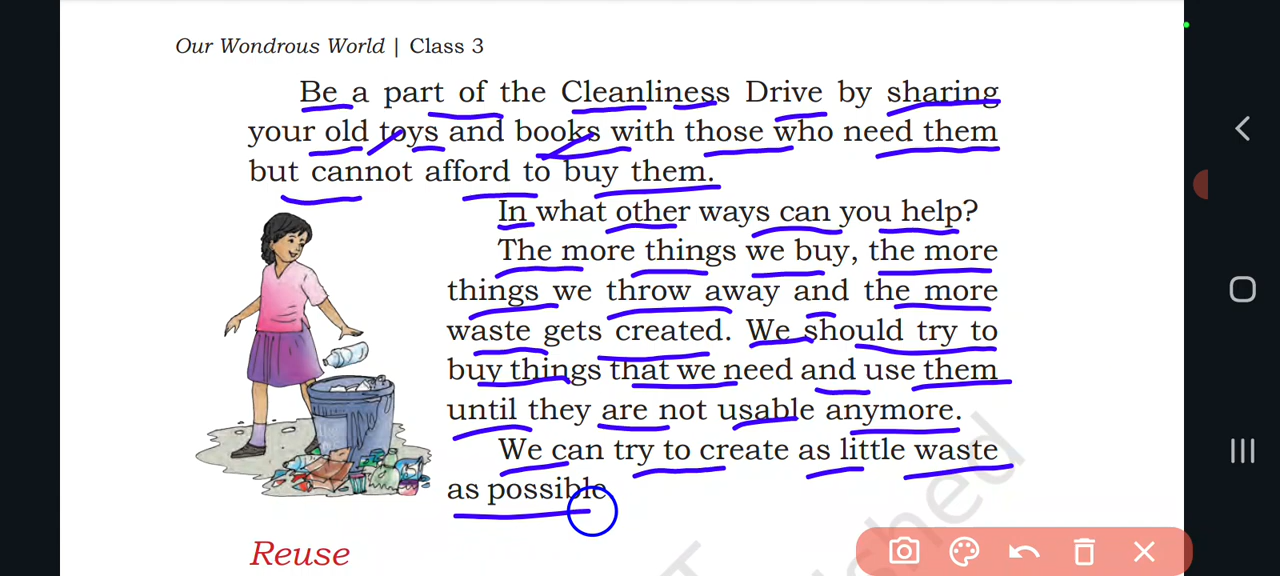 Our Wondrous World | Class 3
Be a part of the Cleanliness Drive by sharing
your old toys and books with those who need them
but cannot afford to buy them.
In what other ways can you help?
The more things we buy, the more
things we throw away and the more
waste gets created. We should try to
buy things that we need and use them
until they are not usable anymore.
We can try to create as little waste
as possible
Reuse